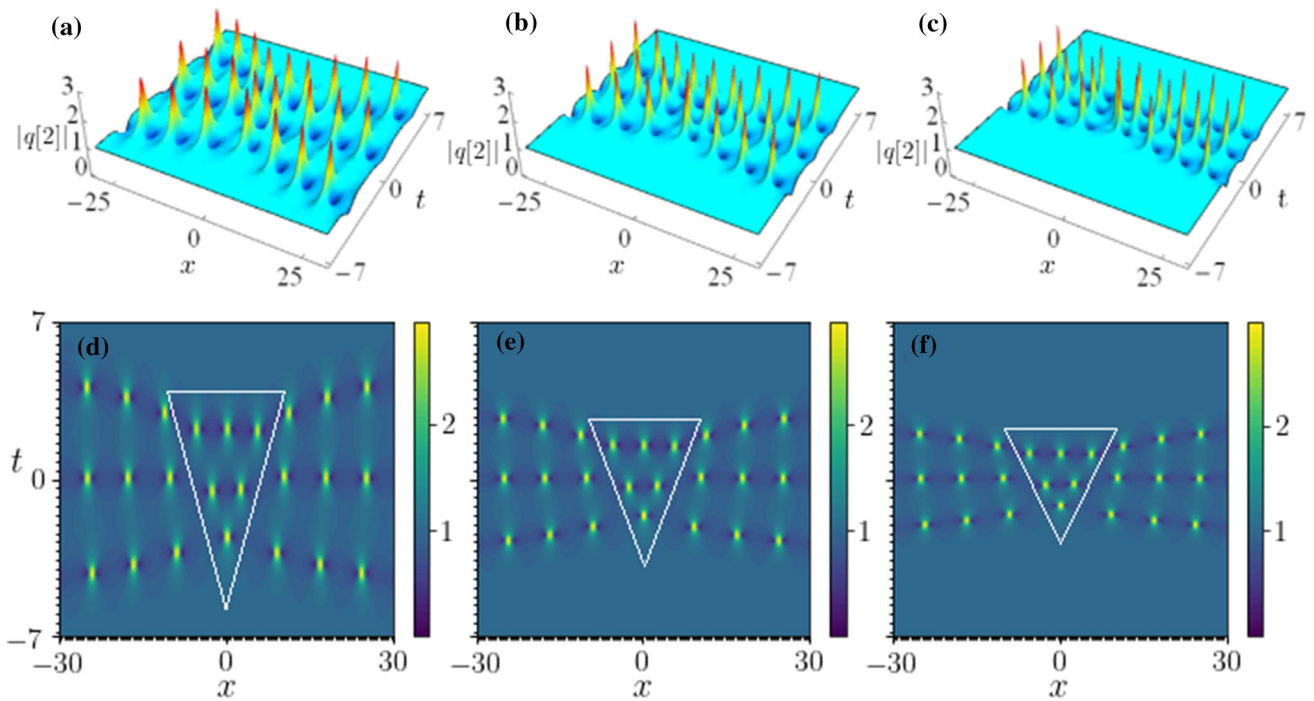 (a) (b) (c)
3 3 3
2 2 2
|q[2]| 1 |q[2]| 1 |q[2]| 1
0 0 0
7 7 7
0 t 0 t 0 t
−25 0 25 −7 −25 0 25 −7 −25 0 25 −7
x x x
7 (d) (e) (f)
2 2 2
t 0
1 1 1
−7
−30 0 30 −30 0 30 −30 0 30
x x x